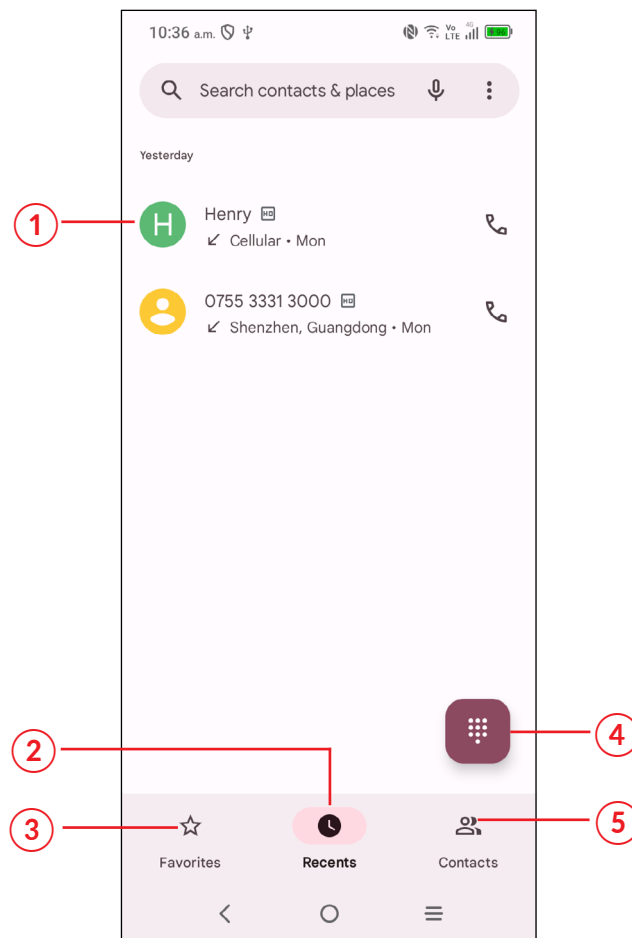 10:36 a.m. Vo LTE 4G 96
Search contacts & places
Yesterday
1
H
Henry HD
Cellular • Mon
0755 3331 3000 HD
Shenzhen, Guangdong • Mon
4
2
3
5
Favorites Recents Contacts